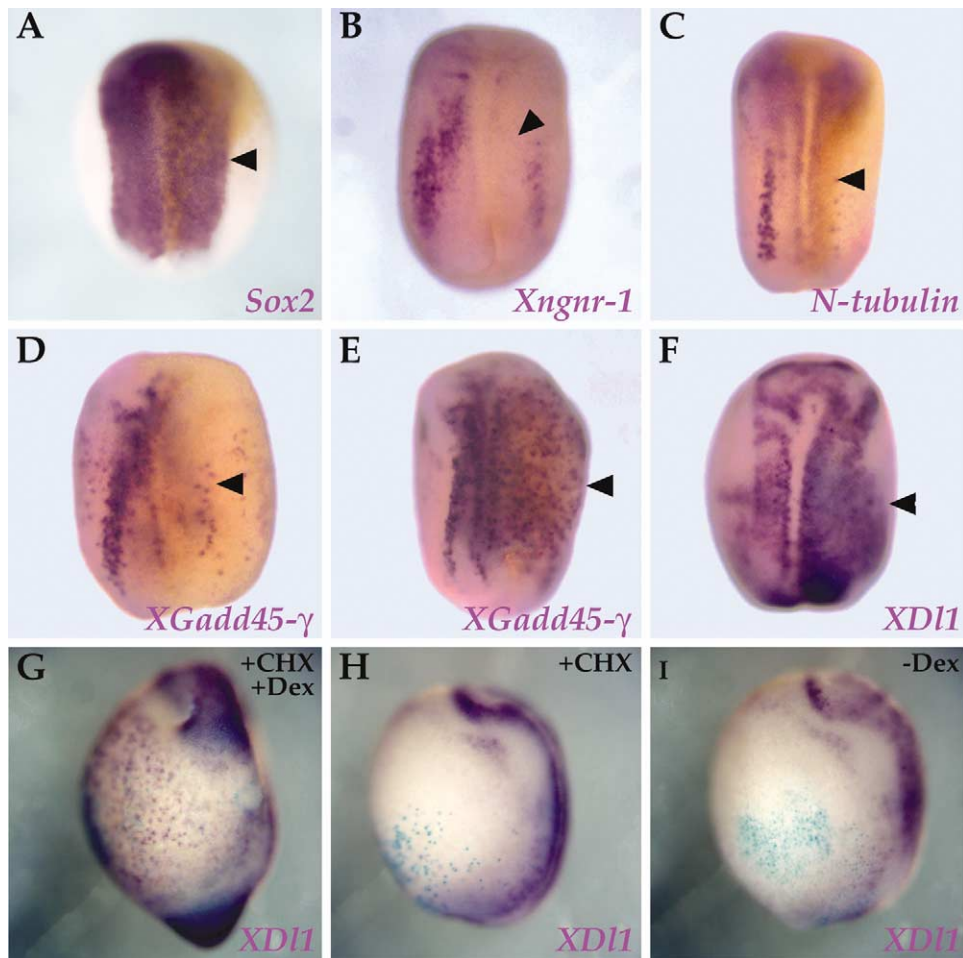 A
Sox2
B
Xngnr-1
C
N-tubulin
D
XGadd45-γ
E
XGadd45-γ
F
XDl1
G
+CHX
+Dex
XDl1
H
+CHX
XDl1
I
-Dex
XDl1